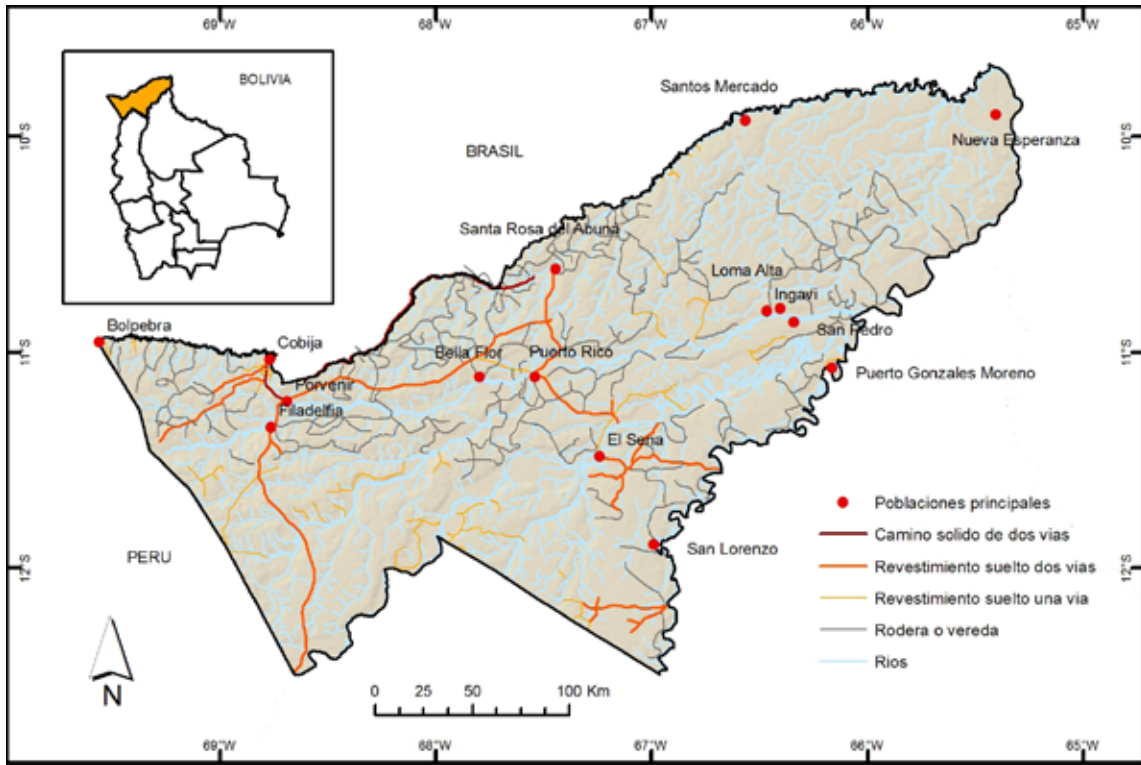 69°W 68°W 67°W 66°W 65°W
BOLIVIA
Santos Mercado
10°S 10°S
Nueva Esperanza
BRASIL
Santa Rosa del Abuna
Loma Alta
Ingavi
San Pedro
Bolpebra
Cobija
11°S 11°S
Bella Flor
Puerto Rico
Puerto Gonzales Moreno
Porvenir
Filadelfia
El Sena
Poblaciones principales
Camino solido de dos vias
San Lorenzo
PERU
12°S 12°S
Revestimiento suelto dos vias
Revestimiento suelto una via
Rodera o vereda
Rios
N
0 25 50 100 Km
69°W 68°W 67°W 66°W 65°W